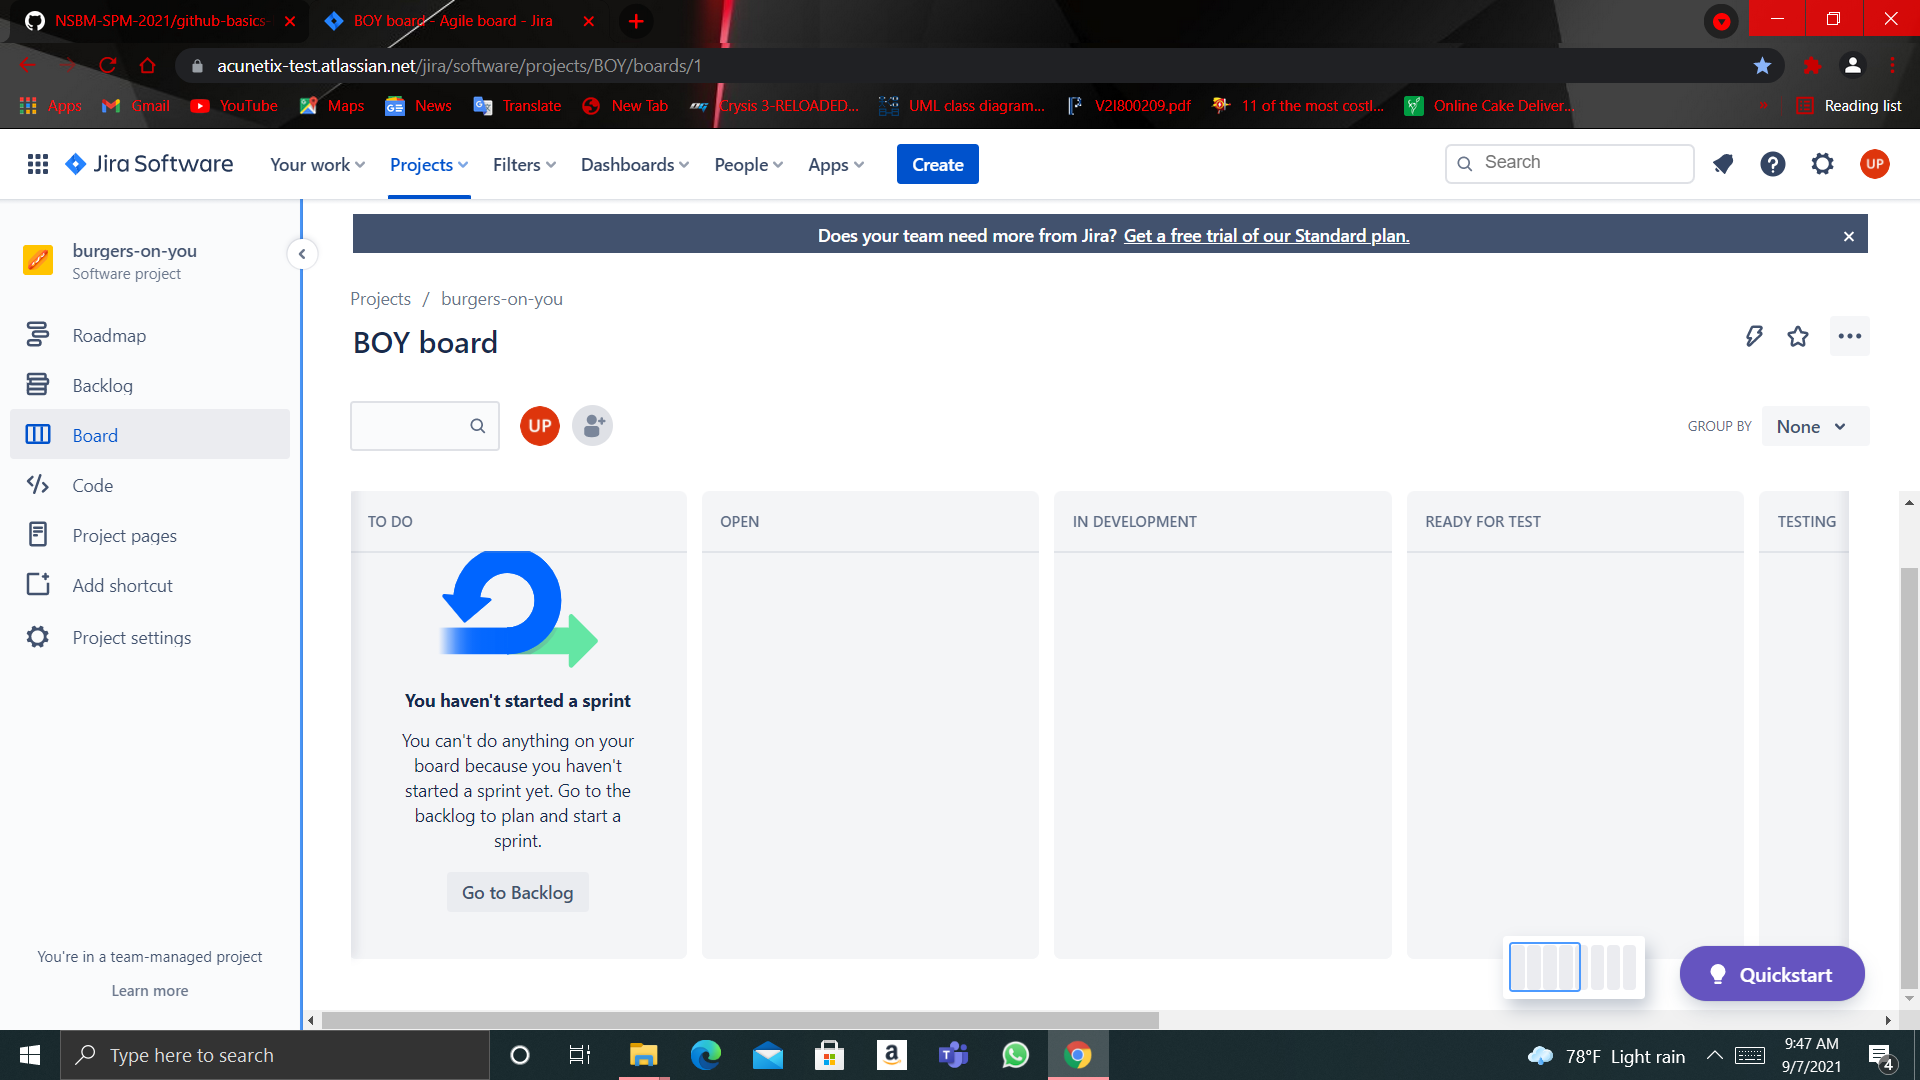 NSBM-SPM-2021/github-basics-
BOY board - Agile board - Jira
acunetix-test.atlassian.net/jira/software/projects/BOY/boards/1
Apps
Gmail
YouTube
Maps
News
Translate
New Tab
Crysis 3-RELOADED...
UML class diagram...
V2I800209.pdf
11 of the most costl...
Online Cake Deliver...
Reading list
Jira Software
Your work
Projects
Filters
Dashboards
People
Apps
Create
Search
UP
burgers-on-you
Software project
Does your team need more from Jira? Get a free trial of our Standard plan.
Projects / burgers-on-you
BOY board
Roadmap
Backlog
Board
Code
Project pages
Add shortcut
Project settings
UP
GROUP BY
None
TO DO
OPEN
IN DEVELOPMENT
READY FOR TEST
TESTING
You haven't started a sprint
You can't do anything on your
board because you haven't
started a sprint yet. Go to the
backlog to plan and start a
sprint.
Go to Backlog
You're in a team-managed project
Learn more
Quickstart
Type here to search
78°F Light rain
9:47 AM
9/7/2021
4